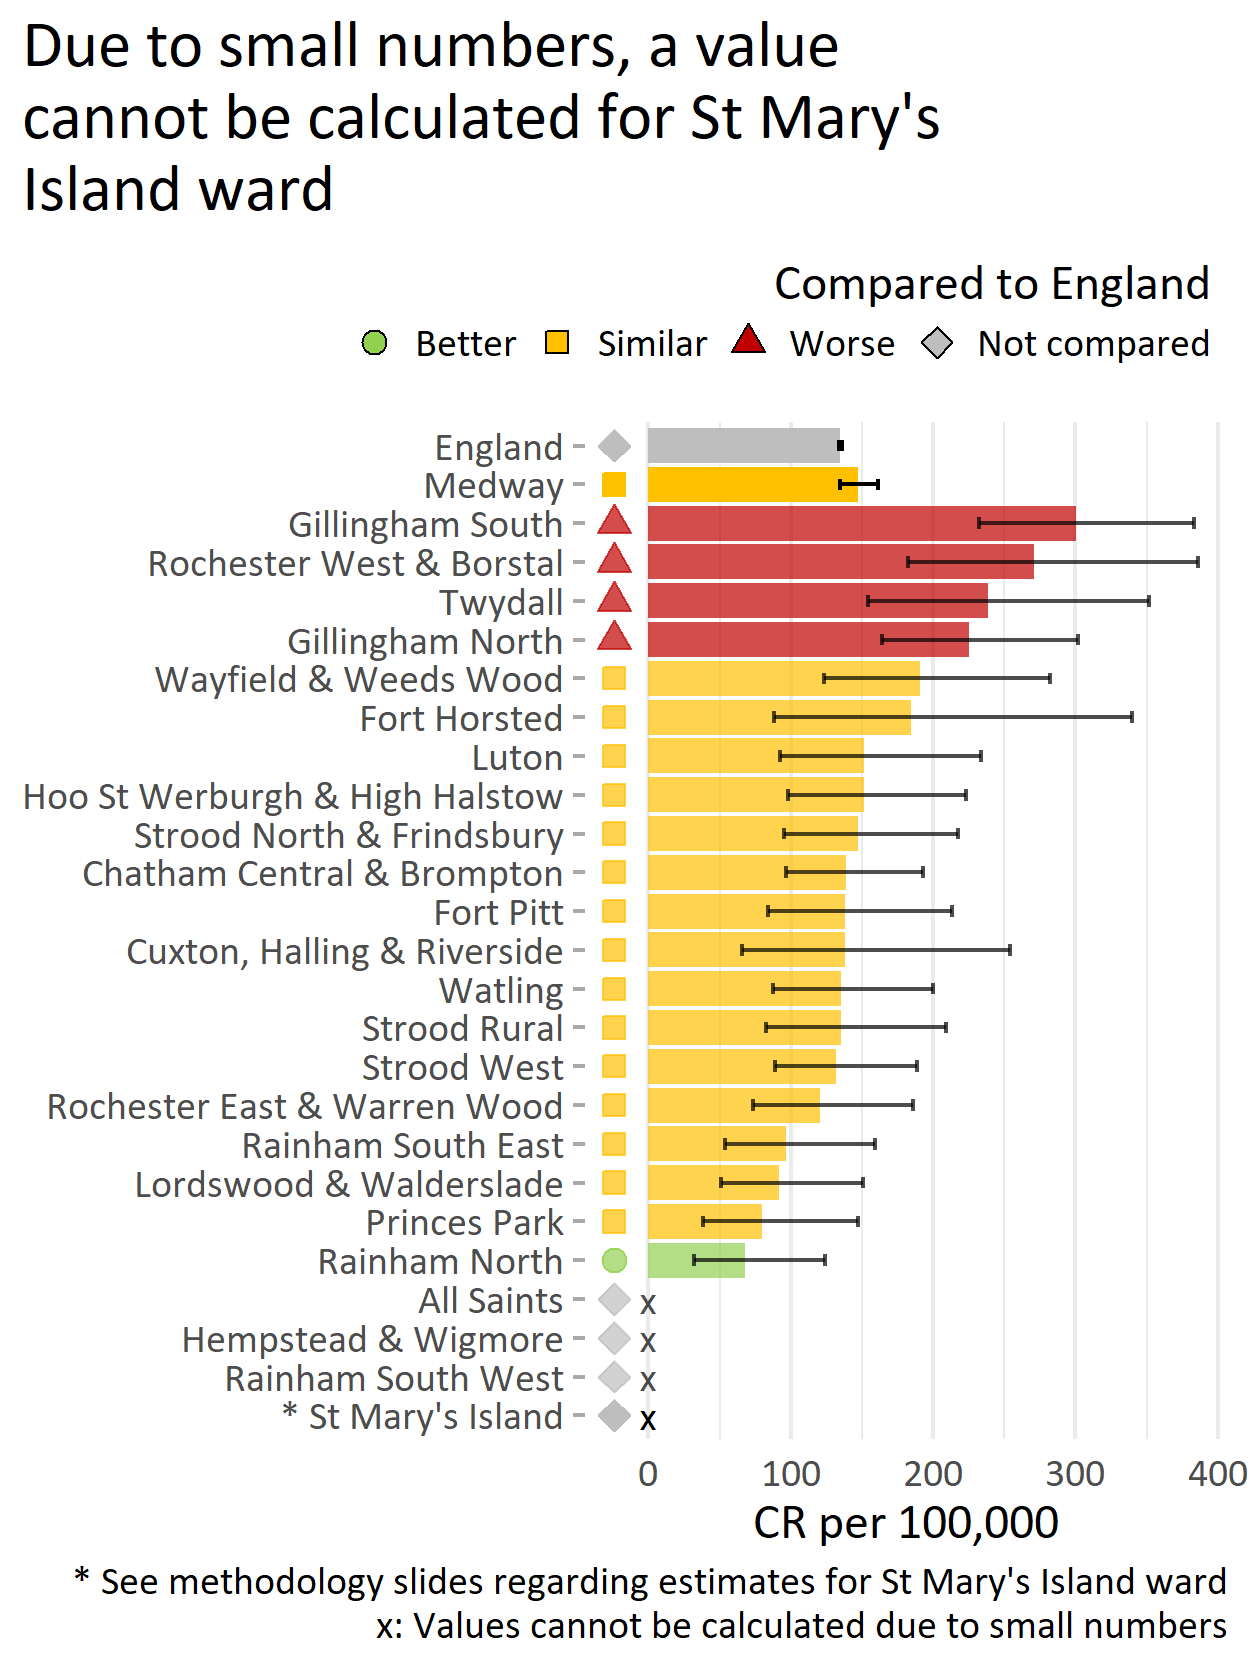 Due to small numbers, a value
cannot be calculated for St Mary's
Island ward
Compared to England
Better Similar Worse Not compared
England
Medway
Gillingham South
Rochester West & Borstal
Twydall
Gillingham North
Wayfield & Weeds Wood
Fort Horsted
Luton
Hoo St Werburgh & High Halstow
Strood North & Frindsbury
Chatham Central & Brompton
Fort Pitt
Cuxton, Halling & Riverside
Watling
Strood Rural
Strood West
Rochester East & Warren Wood
Rainham South East
Lordswood & Walderslade
Princes Park
Rainham North
All Saints x
Hempstead & Wigmore x
Rainham South West x
* St Mary's Island x
0 100 200 300 400
CR per 100,000
* See methodology slides regarding estimates for St Mary's Island ward
x: Values cannot be calculated due to small numbers